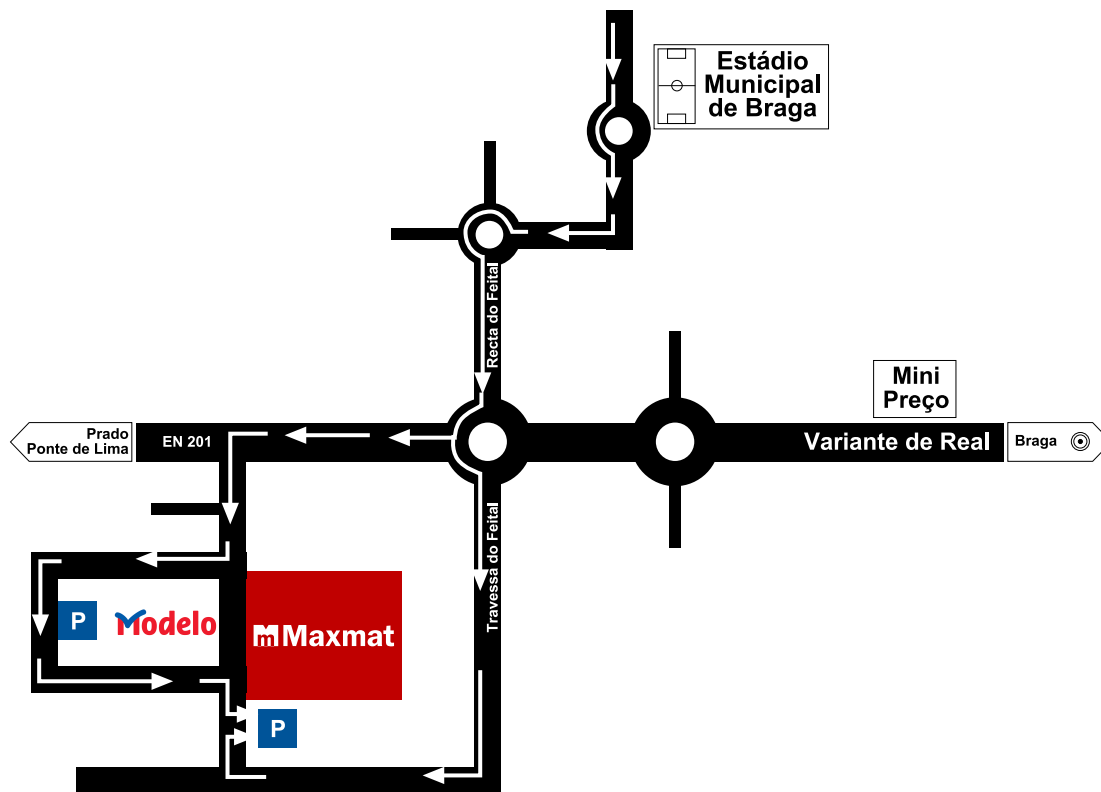 Estádio
Municipal
de Braga
Recta do Feital
Mini
Preço
Prado
Ponte de Lima
EN 201
Variante de Real
Braga
Travessa do Feital
P
Modelo
m Maxmat
P